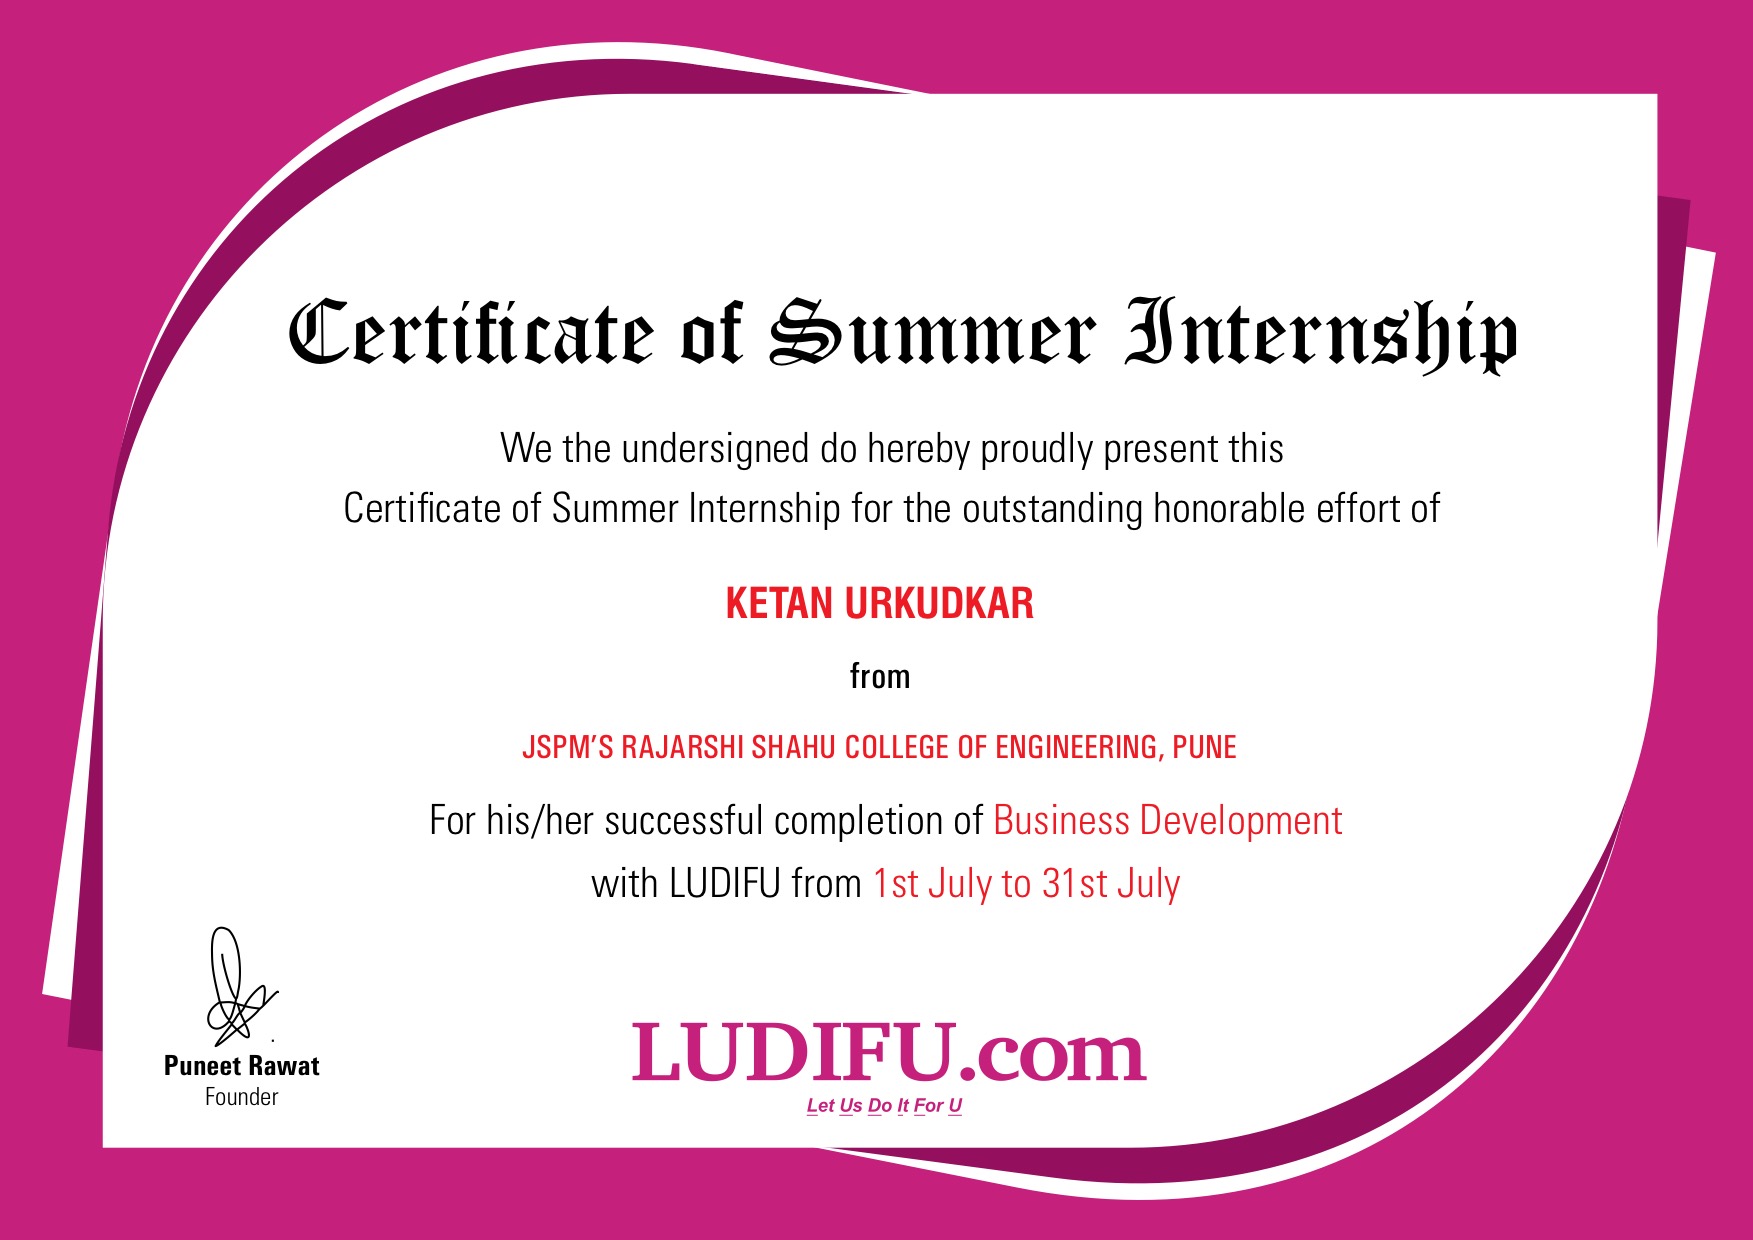 Certificate of Summer Internship
We the undersigned do hereby proudly present this
Certificate of Summer Internship for the outstanding honorable effort of
KETAN URKUDKAR
from
JSPM’S RAJARSHI SHAHU COLLEGE OF ENGINEERING, PUNE
For his/her successful completion of Business Development
with LUDIFU from 1st July to 31st July
Puneet Rawat
Founder
LUDIFU.com
Let Us Do It For U